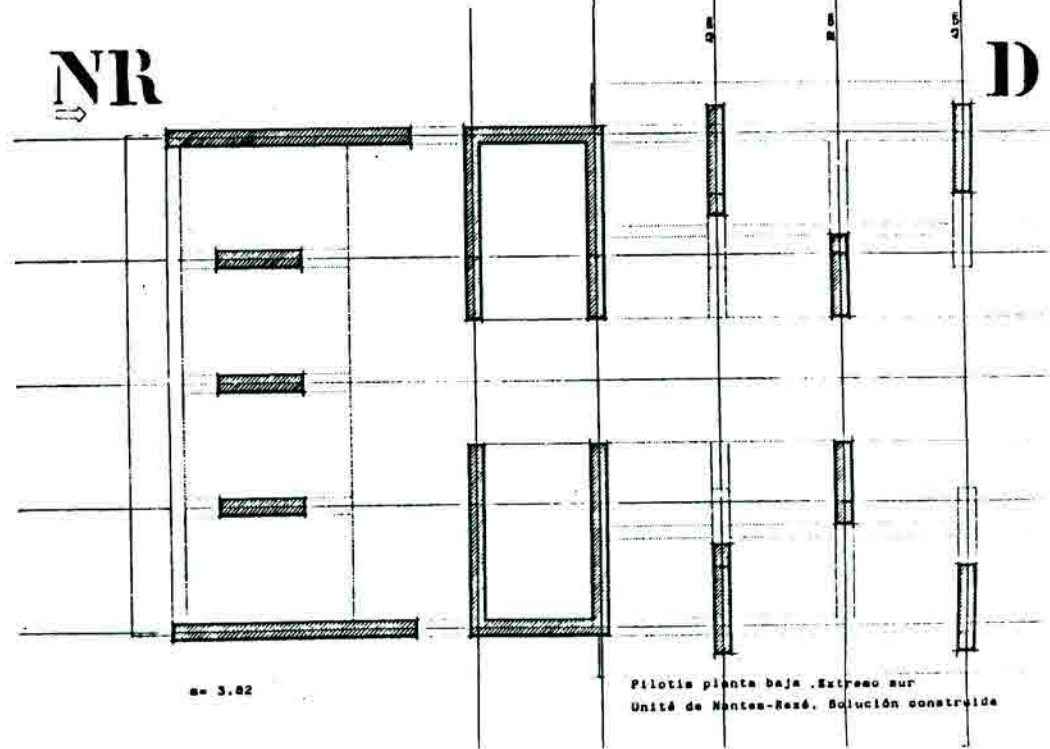 NR
D
a= 3.82
Pilotis planta baja .Extremo sur
Unité de Nantes-Rezé. Solución construida